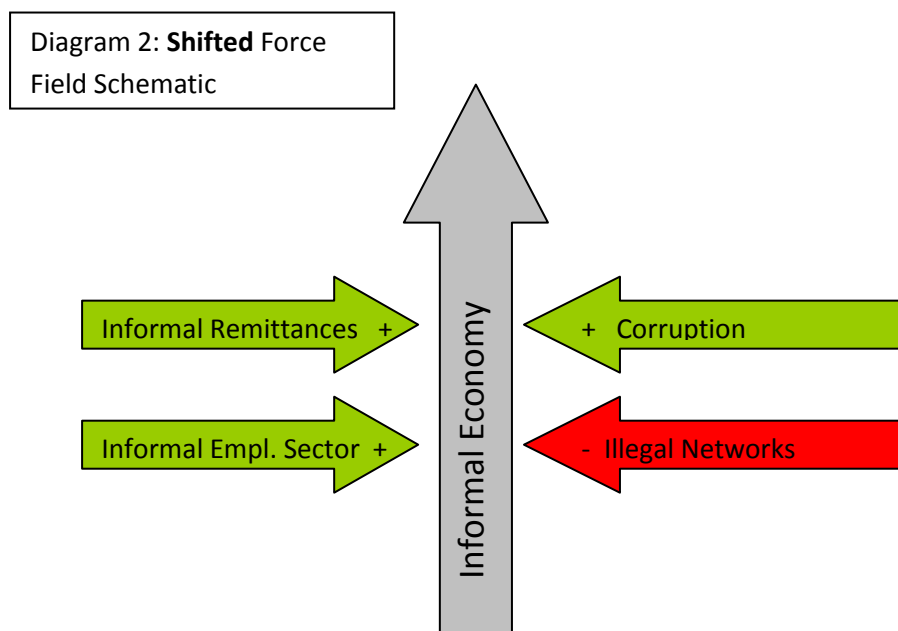 Diagram 2: Shifted Force
Field Schematic
Informal Remittances +
+ Corruption
Informal Empl. Sector +
- Illegal Networks
Informal Economy